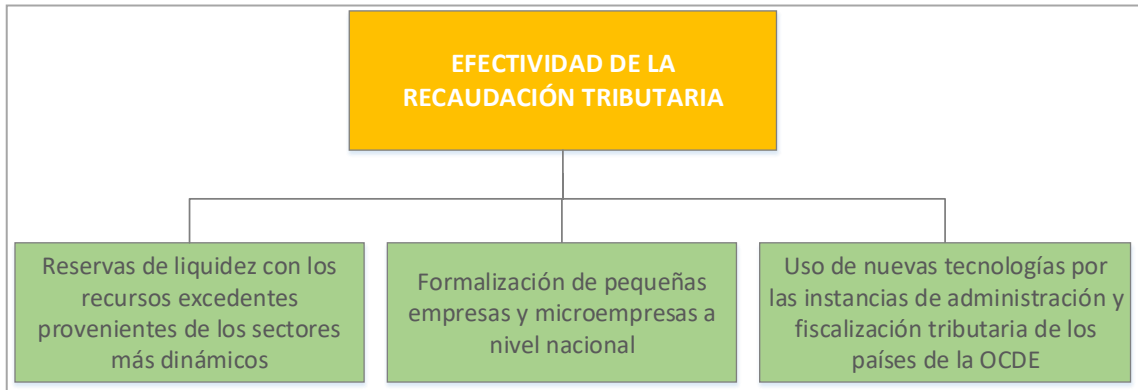 EFECTIVIDAD DE LA
RECAUDACIÓN TRIBUTARIA
Reservas de liquidez con los
recursos excedentes
provenientes de los sectores
más dinámicos
Formalización de pequeñas
empresas y microempresas a
nivel nacional
Uso de nuevas tecnologías por
las instancias de administración y
fiscalización tributaria de los
países de la OCDE